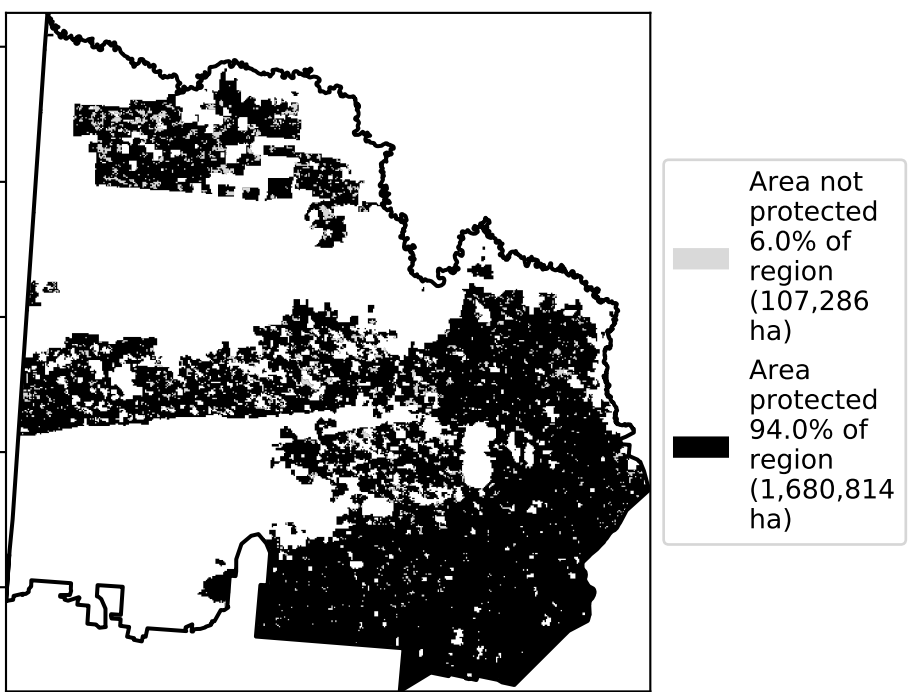 Area not
protected
6.0% of
region
(107,286
ha)
Area
protected
94.0% of
region
(1,680,814
ha)